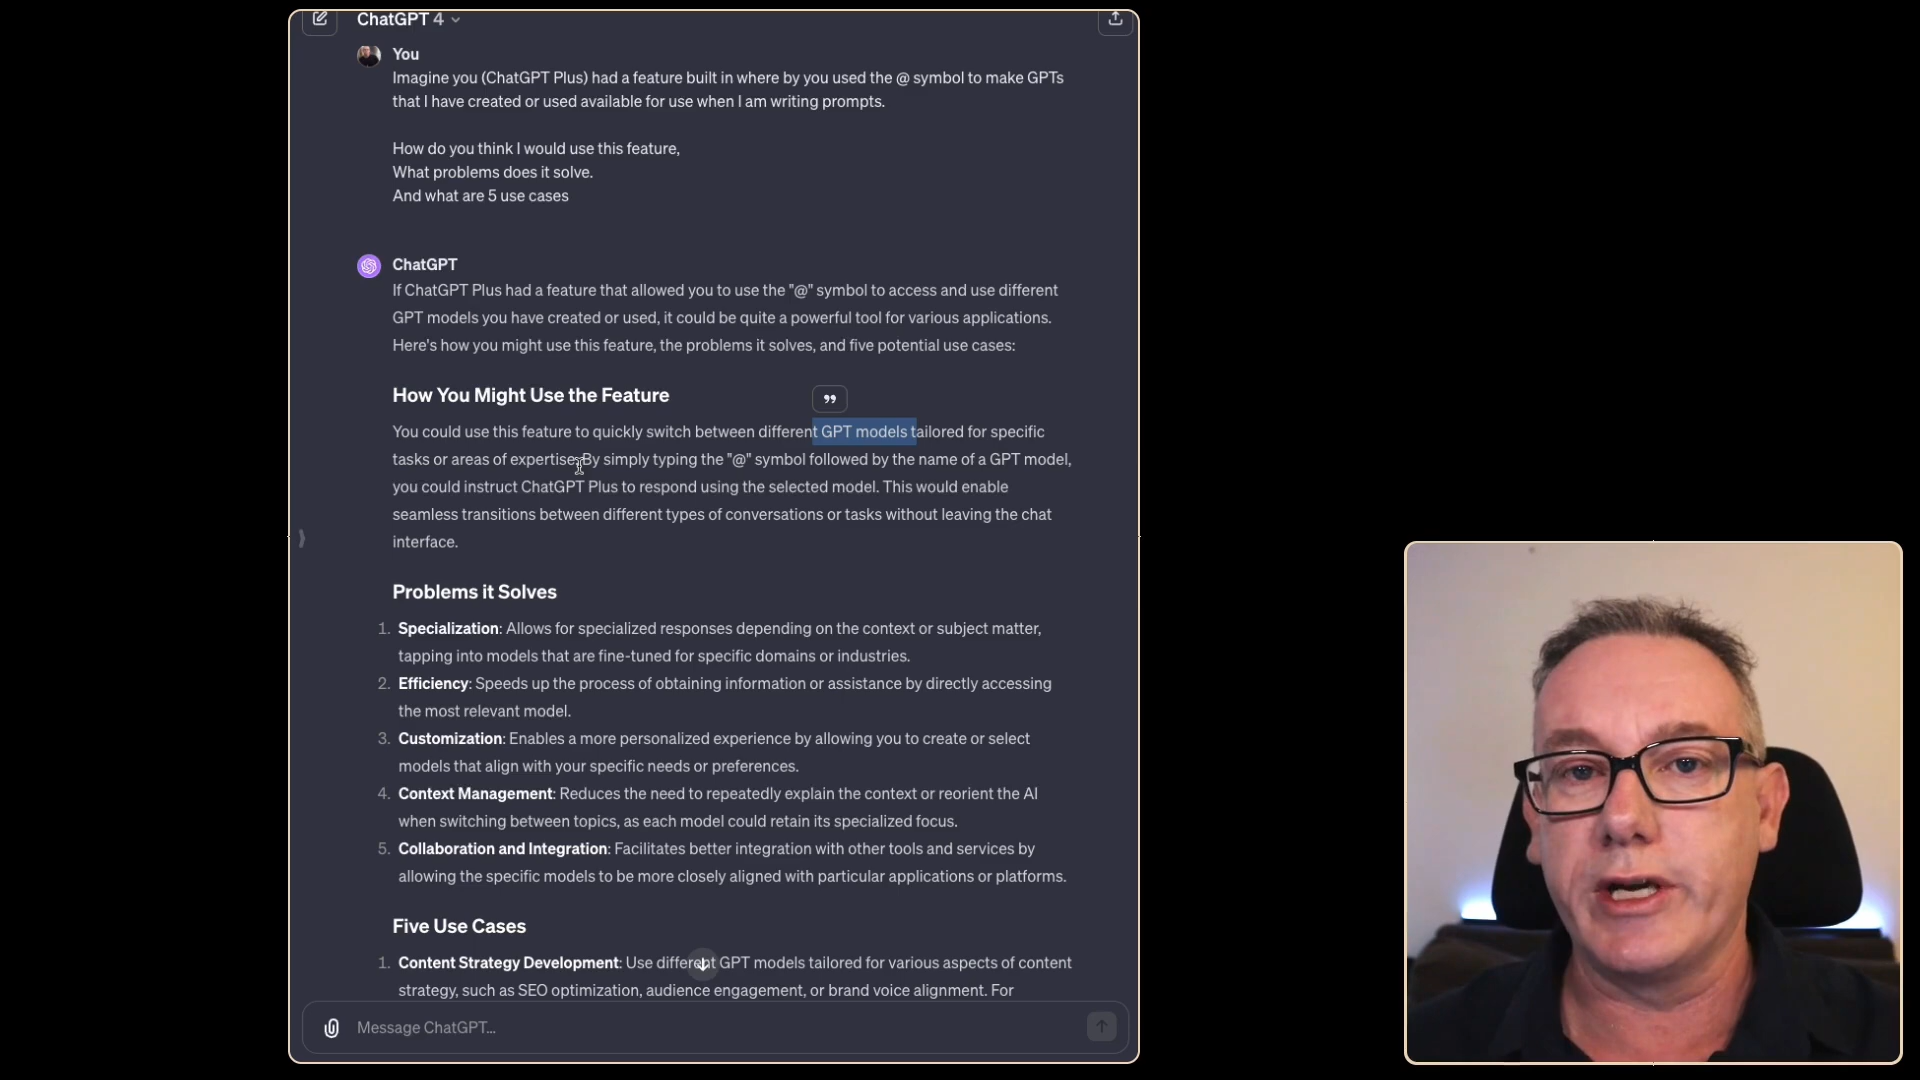 ChatGPT 4
You
Imagine you (ChatGPT Plus) had a feature built in where by you used the @ symbol to make GPTs
that I have created or used available for use when I am writing prompts.
How do you think I would use this feature,
What problems does it solve.
And what are 5 use cases
ChatGPT
If ChatGPT Plus had a feature that allowed you to use the "@" symbol to access and use different
GPT models you have created or used, it could be quite a powerful tool for various applications.
Here's how you might use this feature, the problems it solves, and five potential use cases:
How You Might Use the Feature
You could use this feature to quickly switch between different GPT models tailored for specific
tasks or areas of expertise. By simply typing the "@" symbol followed by the name of a GPT model,
you could instruct ChatGPT Plus to respond using the selected model. This would enable
seamless transitions between different types of conversations or tasks without leaving the chat
interface.
Problems it Solves
1. Specialization: Allows for specialized responses depending on the context or subject matter,
tapping into models that are fine-tuned for specific domains or industries.
2. Efficiency: Speeds up the process of obtaining information or assistance by directly accessing
the most relevant model.
3. Customization: Enables a more personalized experience by allowing you to create or select
models that align with your specific needs or preferences.
4. Context Management: Reduces the need to repeatedly explain the context or reorient the AI
when switching between topics, as each model could retain its specialized focus.
5. Collaboration and Integration: Facilitates better integration with other tools and services by
allowing the specific models to be more closely aligned with particular applications or platforms.
Five Use Cases
1. Content Strategy Development: Use different GPT models tailored for various aspects of content
strategy, such as SEO optimization, audience engagement, or brand voice alignment. For
Message ChatGPT...